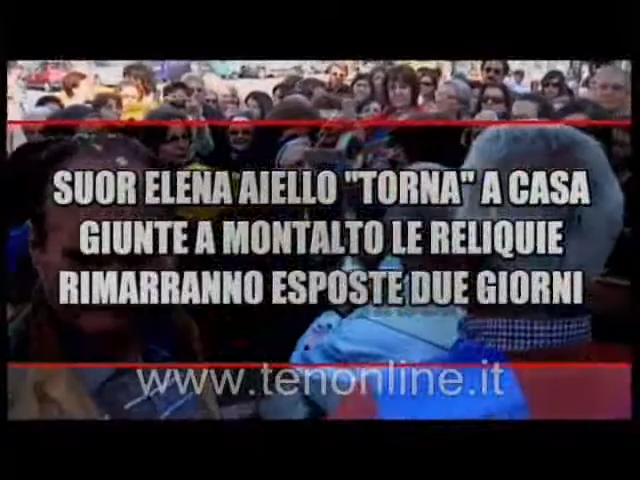 SUOR ELENA AIELLO "TORNA" A CASA
GIUNTE A MONTALTO LE RELIQUIE
RIMARRANNO ESPOSTE DUE GIORNI
www.tenonline.it